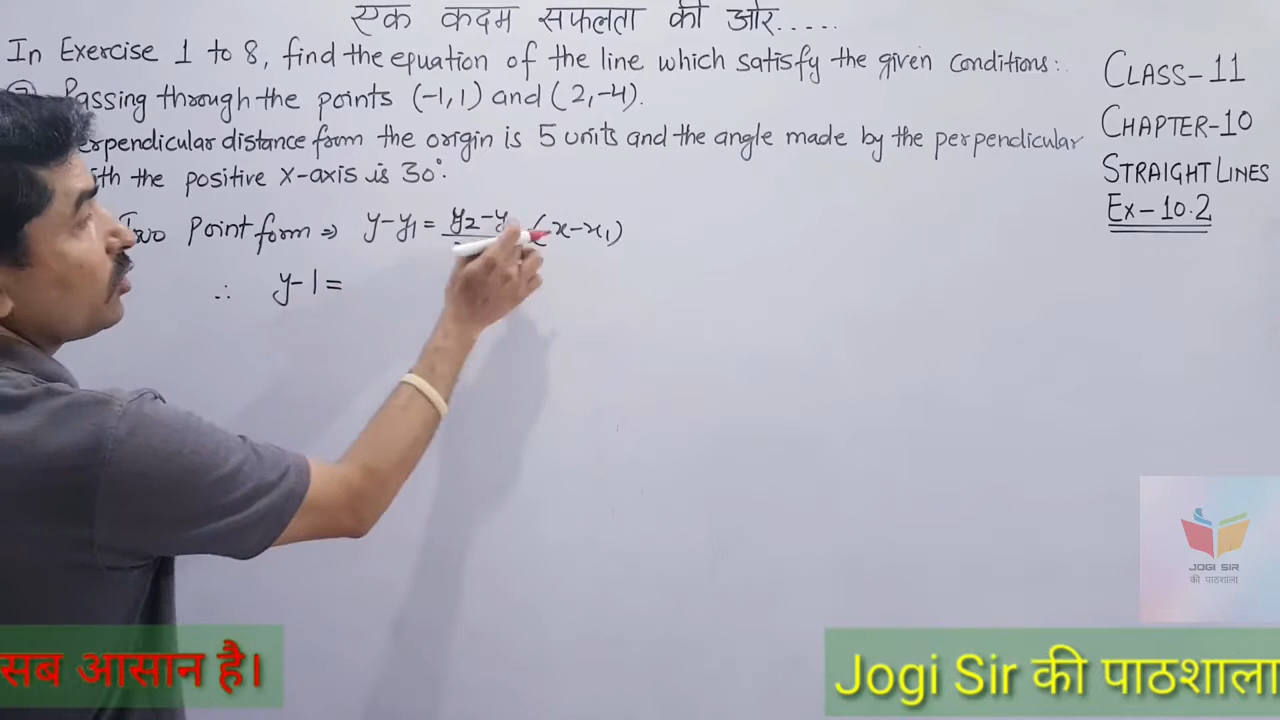 एक कदम सफलता की ओर.....
In Exercise 1 to 8, find the equation of the line which satisfy the given conditions:
Passing through the points (-1,1) and (2,-4).
erpendicular distance from the origin is 5 units and the angle made by the perpendicular
th the positive X-axis is 30°.
Two Point form ⇒ y-y₁ = y₂-y (x-x₁)
∴ y-1 =
CLASS-11
CHAPTER-10
STRAIGHT LINES
Ex-10.2
JOGI SIR
की पाठशाला
सब आसान है।
Jogi Sir की पाठशाला